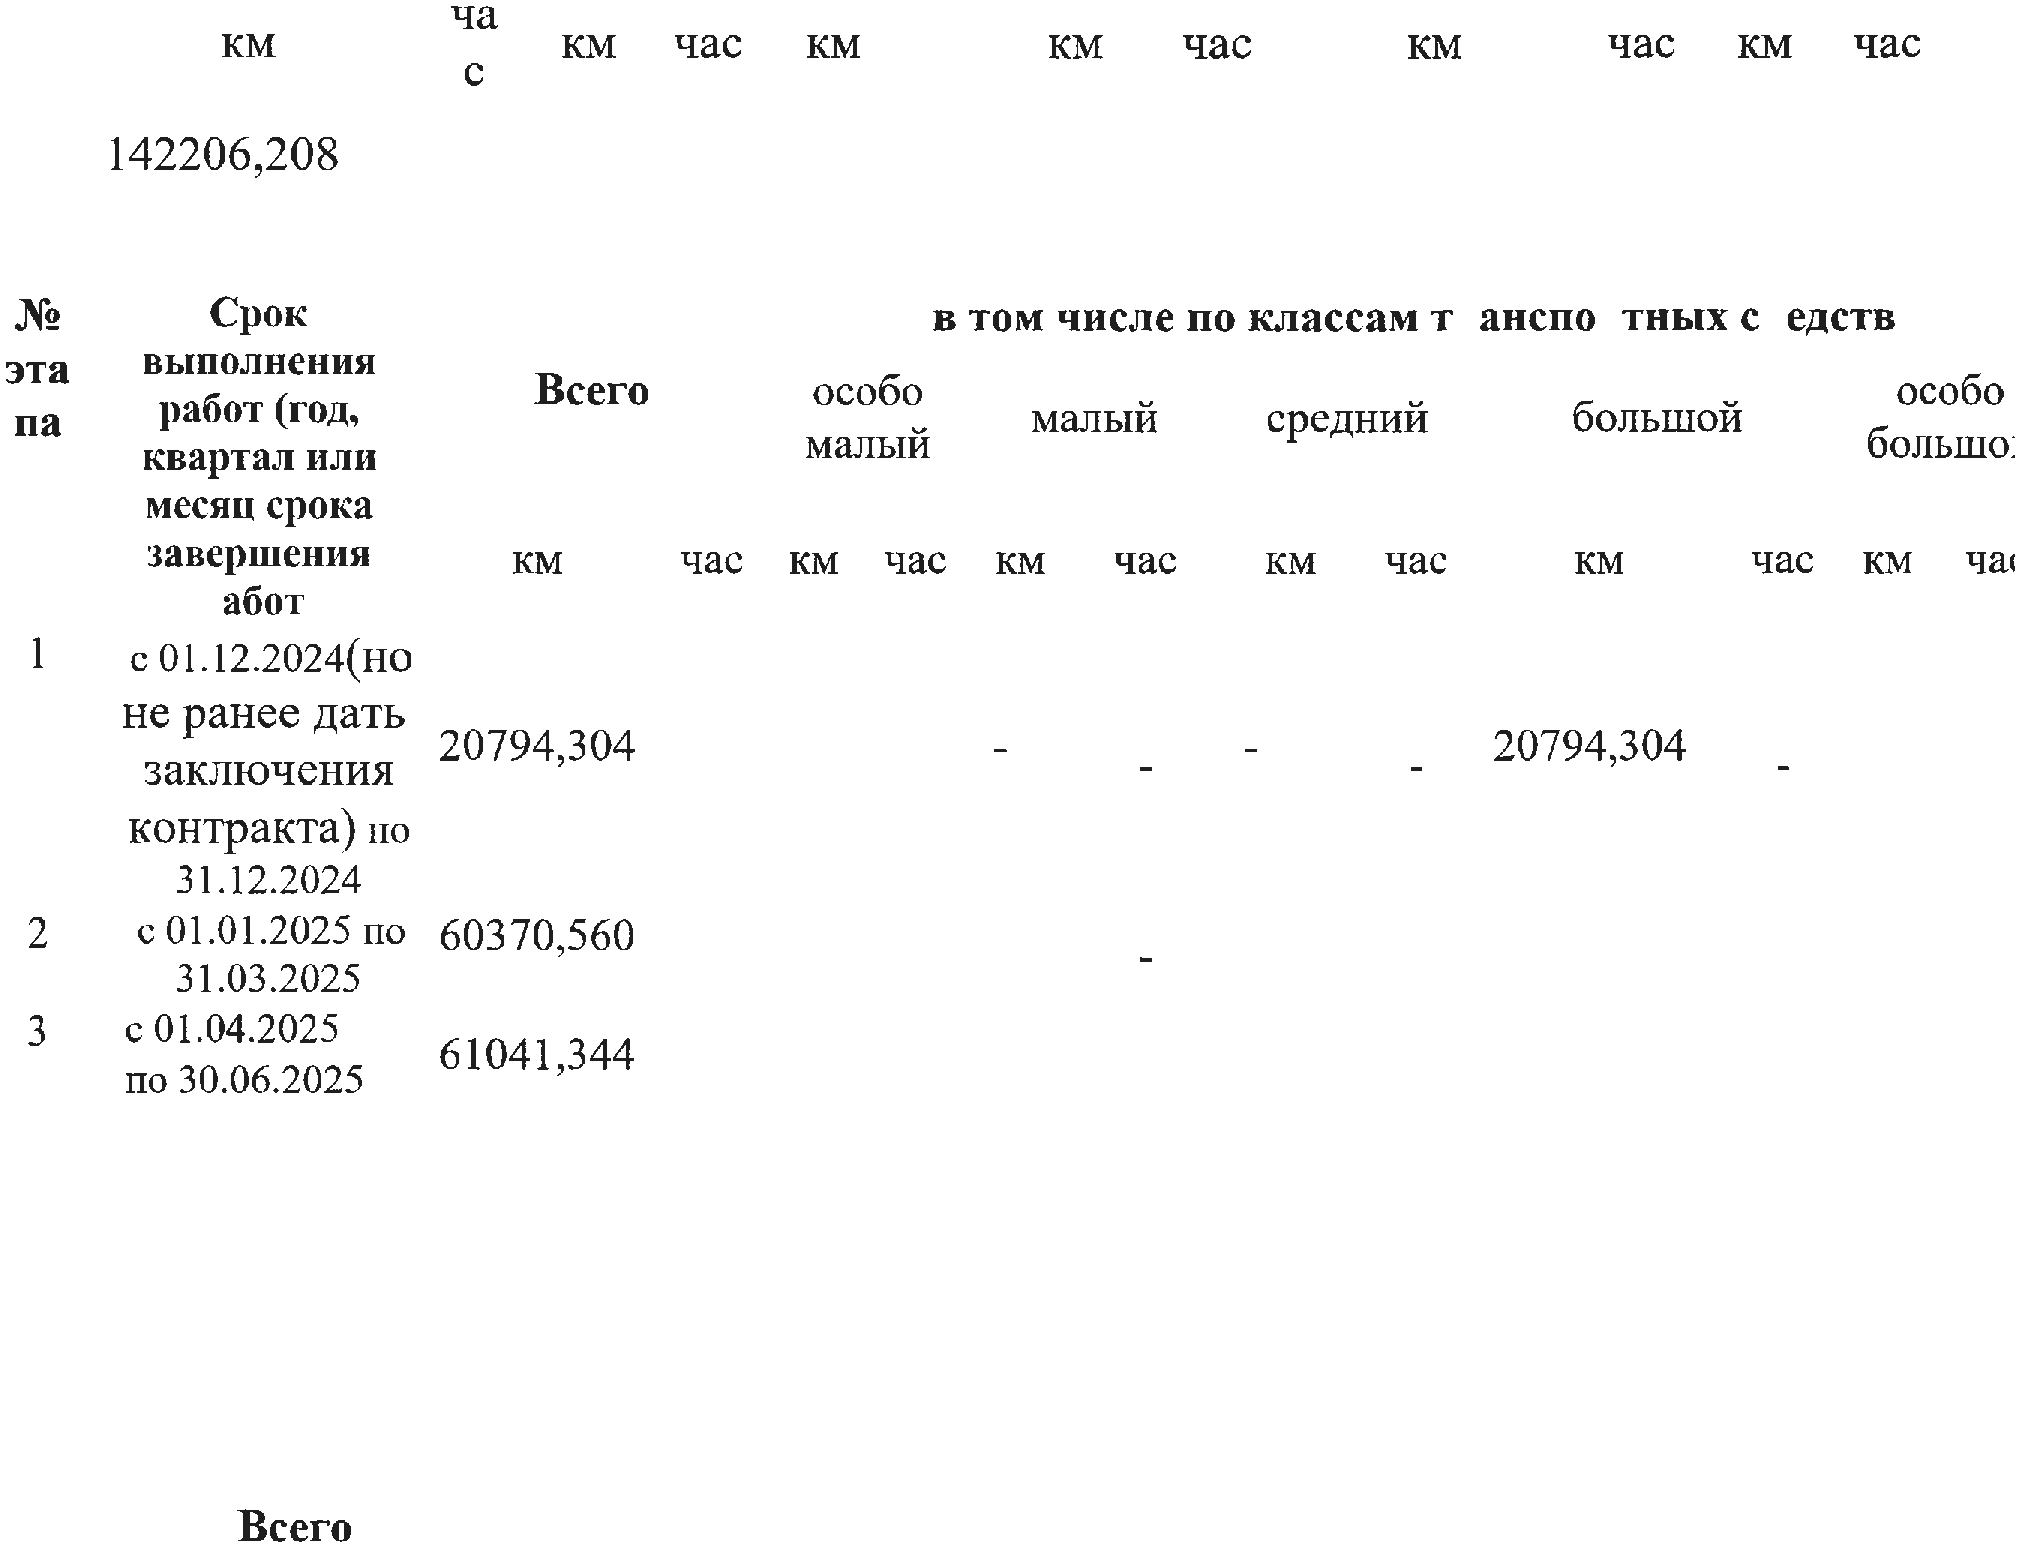 км час км час км км час км час км час
142206,208
№ этапа
Срок
выполнения
работ (год,
квартал или
месяц срока
завершения
абот
Всего
в том числе по классам т анспо тных с едств
особо
малый
малый
средний
большой
особо
км час км час км час км час км час км
1 с 01.12.2024(но
не ранее дать
заключения
контракта) по
31.12.2024
20794,304 - - - - 20794,304 -
2 с 01.01.2025 по
31.03.2025
60370,560 -
3 с 01.04.2025
по 30.06.2025
61041,344
Всего